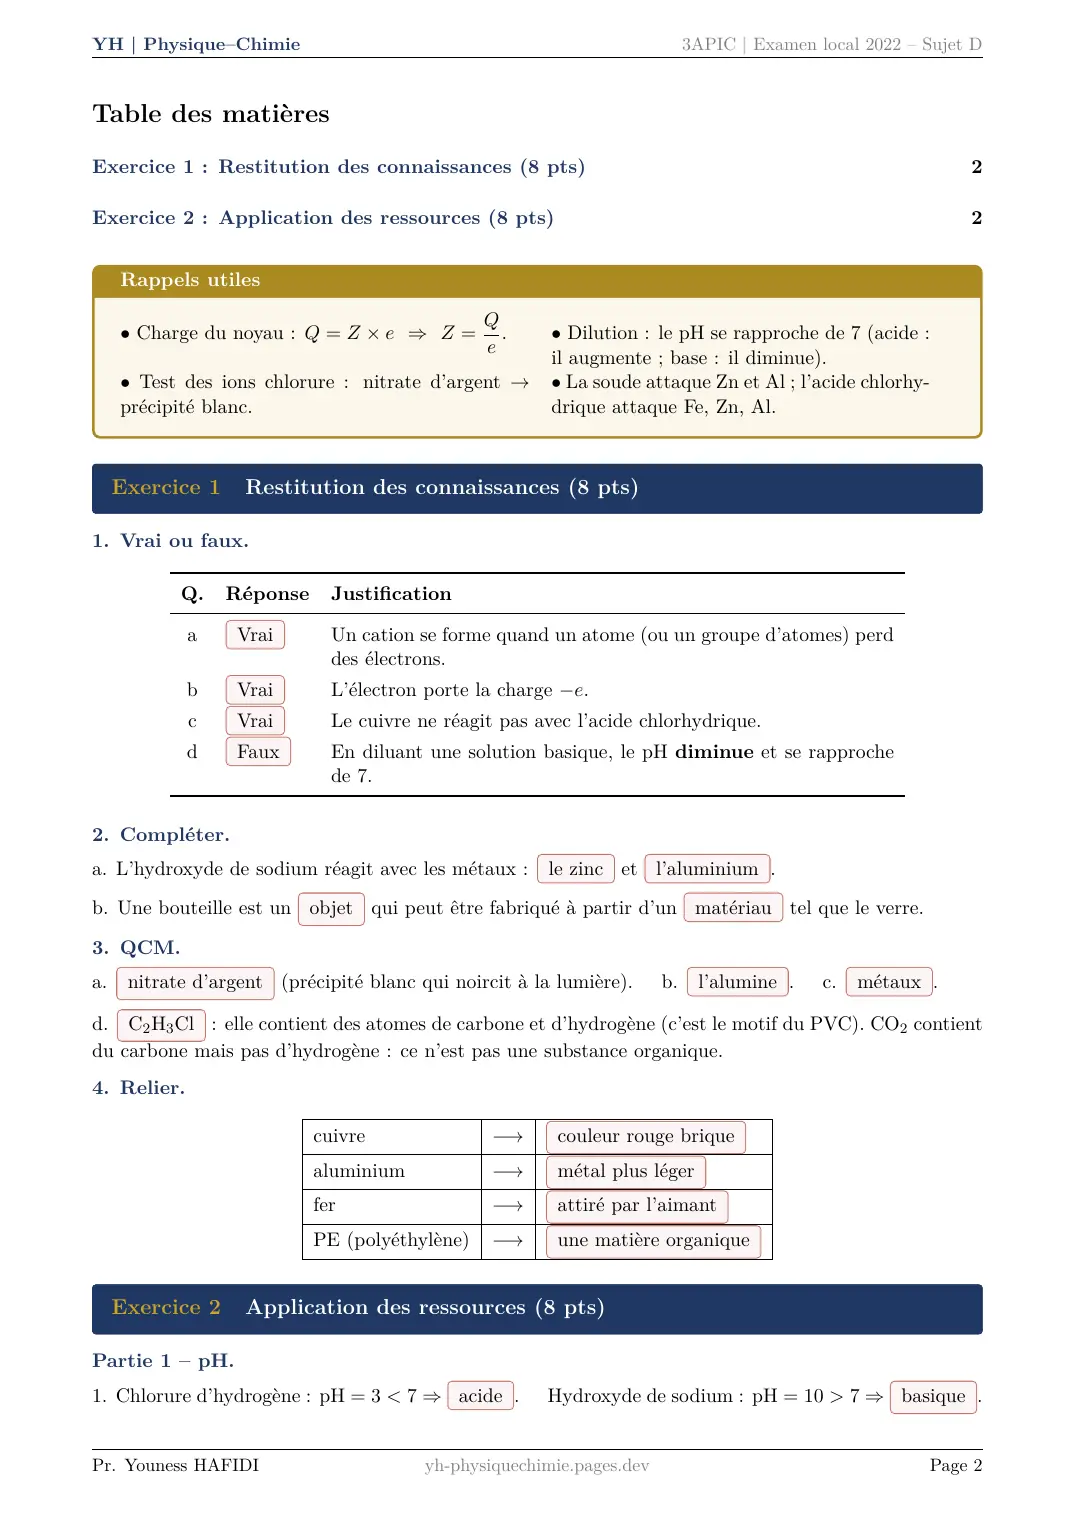 YH | Physique–Chimie
3APIC | Examen local 2022 – Sujet D
Table des matières
Exercice 1 : Restitution des connaissances (8 pts) 2
Exercice 2 : Application des ressources (8 pts) 2
Rappels utiles
• Charge du noyau : Q = Z × e ⇒ Z = Q/e.
• Test des ions chlorure : nitrate d'argent →
précipité blanc.
• Dilution : le pH se rapproche de 7 (acide :
il augmente ; base : il diminue).
• La soude attaque Zn et Al ; l'acide chlorhy-
drique attaque Fe, Zn, Al.
Exercice 1 Restitution des connaissances (8 pts)
1. Vrai ou faux.
Q. Réponse Justification
a Vrai Un cation se forme quand un atome (ou un groupe d'atomes) perd
des électrons.
b Vrai L'électron porte la charge −e.
c Vrai Le cuivre ne réagit pas avec l'acide chlorhydrique.
d Faux En diluant une solution basique, le pH diminue et se rapproche
de 7.
2. Compléter.
a. L'hydroxyde de sodium réagit avec les métaux : le zinc et l'aluminium.
b. Une bouteille est un objet qui peut être fabriqué à partir d'un matériau tel que le verre.
3. QCM.
a. nitrate d'argent (précipité blanc qui noircit à la lumière). b. l'alumine. c. métaux.
d. C₂H₃Cl : elle contient des atomes de carbone et d'hydrogène (c'est le motif du PVC). CO₂ contient
du carbone mais pas d'hydrogène : ce n'est pas une substance organique.
4. Relier.
cuivre ⟶ couleur rouge brique
aluminium ⟶ métal plus léger
fer ⟶ attiré par l'aimant
PE (polyéthylène) ⟶ une matière organique
Exercice 2 Application des ressources (8 pts)
Partie 1 – pH.
1. Chlorure d'hydrogène : pH = 3 < 7 ⇒ acide. Hydroxyde de sodium : pH = 10 > 7 ⇒ basique.
Pr. Youness HAFIDI yh-physiquechimie.pages.dev Page 2